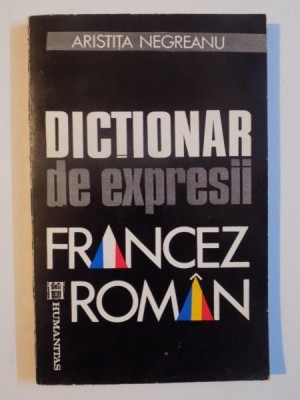 ARISTIȚA NEGREANU
DICȚIONAR
de expresii
FRANCEZ
ROMÂN
HUMANITAS